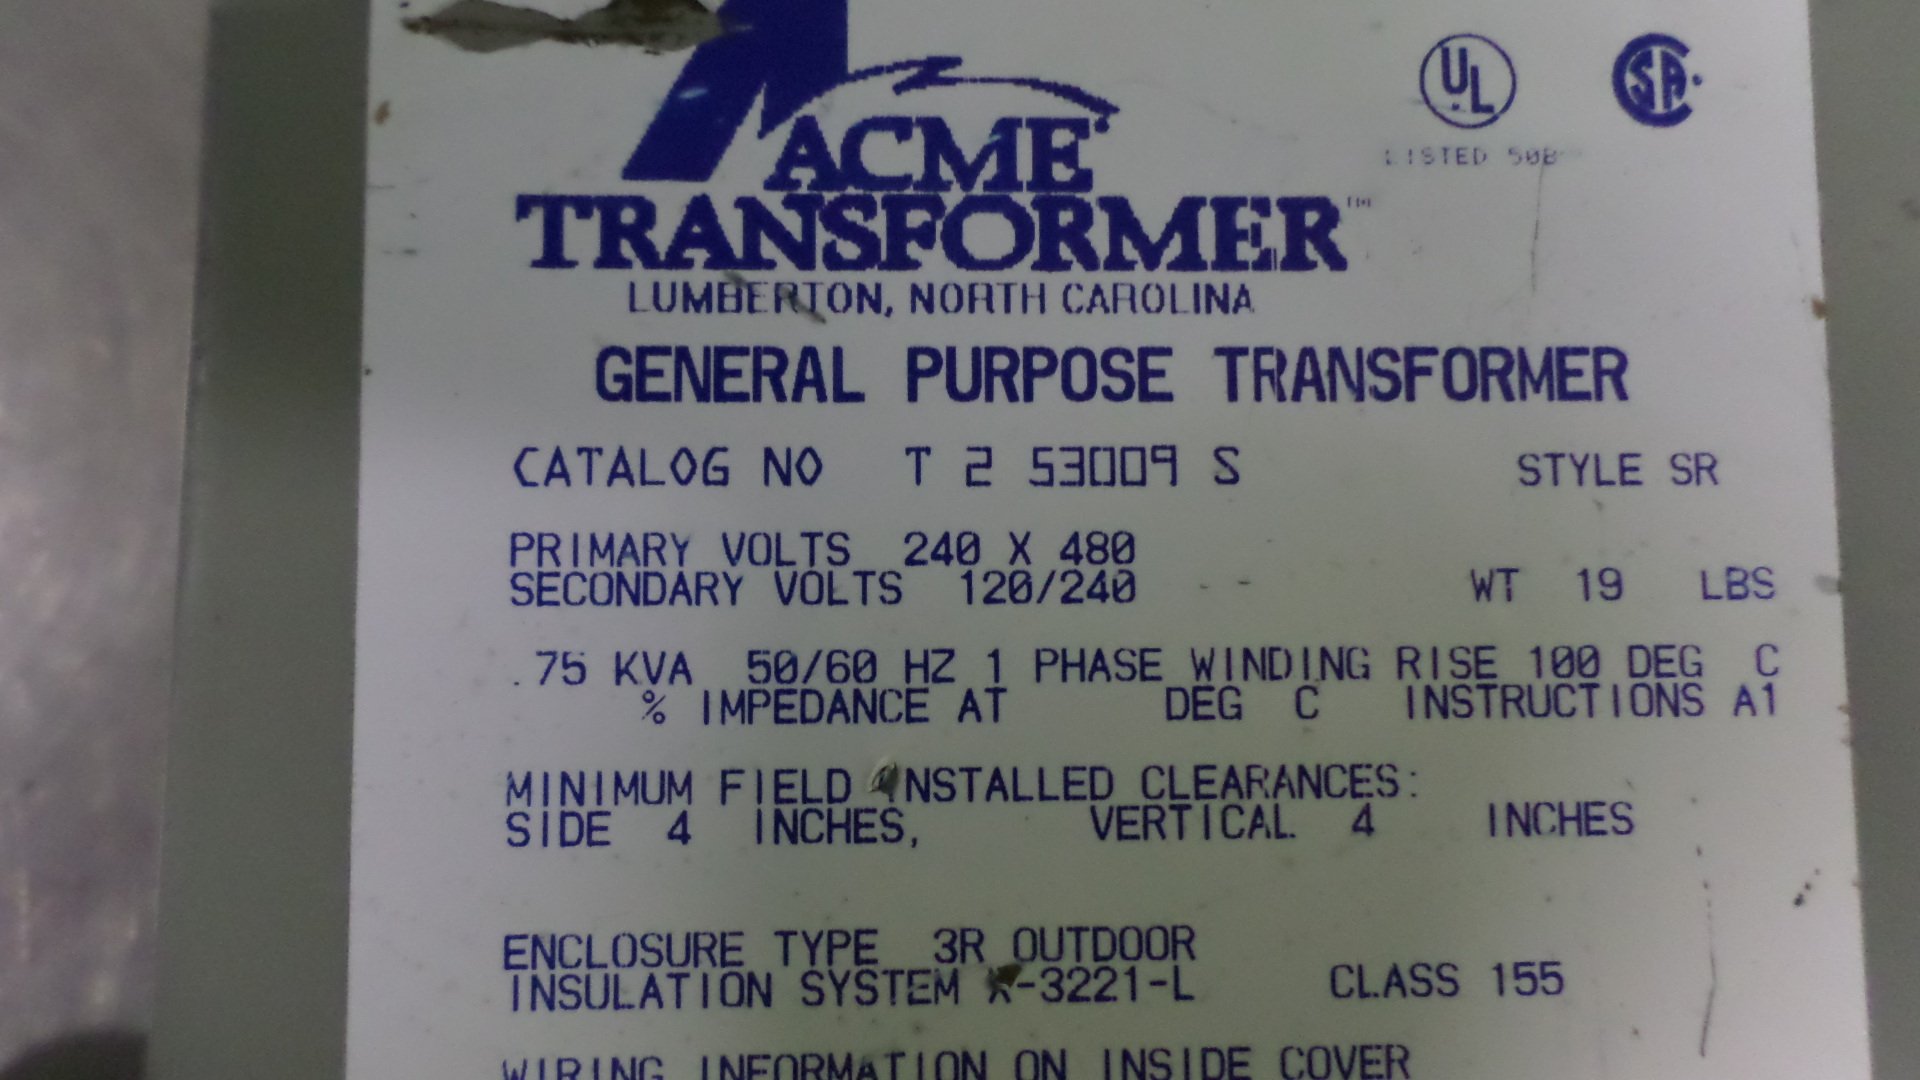 UL
CSA
LISTED 50B
ACME®
TRANSFORMER™
LUMBERTON, NORTH CAROLINA
GENERAL PURPOSE TRANSFORMER
CATALOG NO T 2 53009 S STYLE SR
PRIMARY VOLTS 240 X 480
SECONDARY VOLTS 120/240 WT 19 LBS
.75 KVA 50/60 HZ 1 PHASE WINDING RISE 100 DEG C
% IMPEDANCE AT DEG C INSTRUCTIONS A1
MINIMUM FIELD INSTALLED CLEARANCES:
SIDE 4 INCHES, VERTICAL 4 INCHES
ENCLOSURE TYPE 3R OUTDOOR
INSULATION SYSTEM X-3221-L CLASS 155
WIRING INFORMATION ON INSIDE COVER